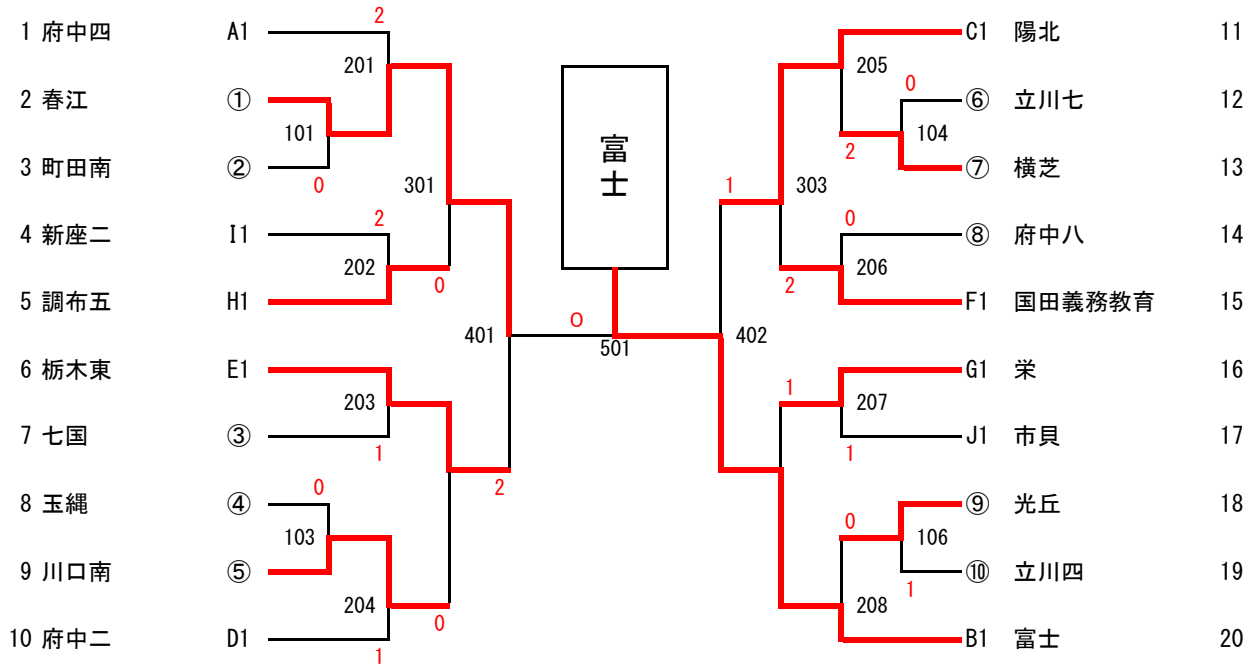 2
1 府中四 A1 C1 陽北 11
201 205
0
2 春江 ① ⑥ 立川七 12
101 104
富士
2
3 町田南 ② ⑦ 横芝 13
0 301 1 303
2 0
4 新座二 I1 ⑧ 府中八 14
202 206
0 2
5 調布五 H1 F1 国田義務教育 15
0
401 501 402
6 栃木東 E1 G1 栄 16
203 1 207
7 七国 ③ J1 市貝 17
1 1
0 2
8 玉縄 ④ ⑨ 光丘 18
0
103 106
9 川口南 ⑤ ⑩ 立川四 19
1
204 208
0
10 府中二 D1 B1 富士 20
1